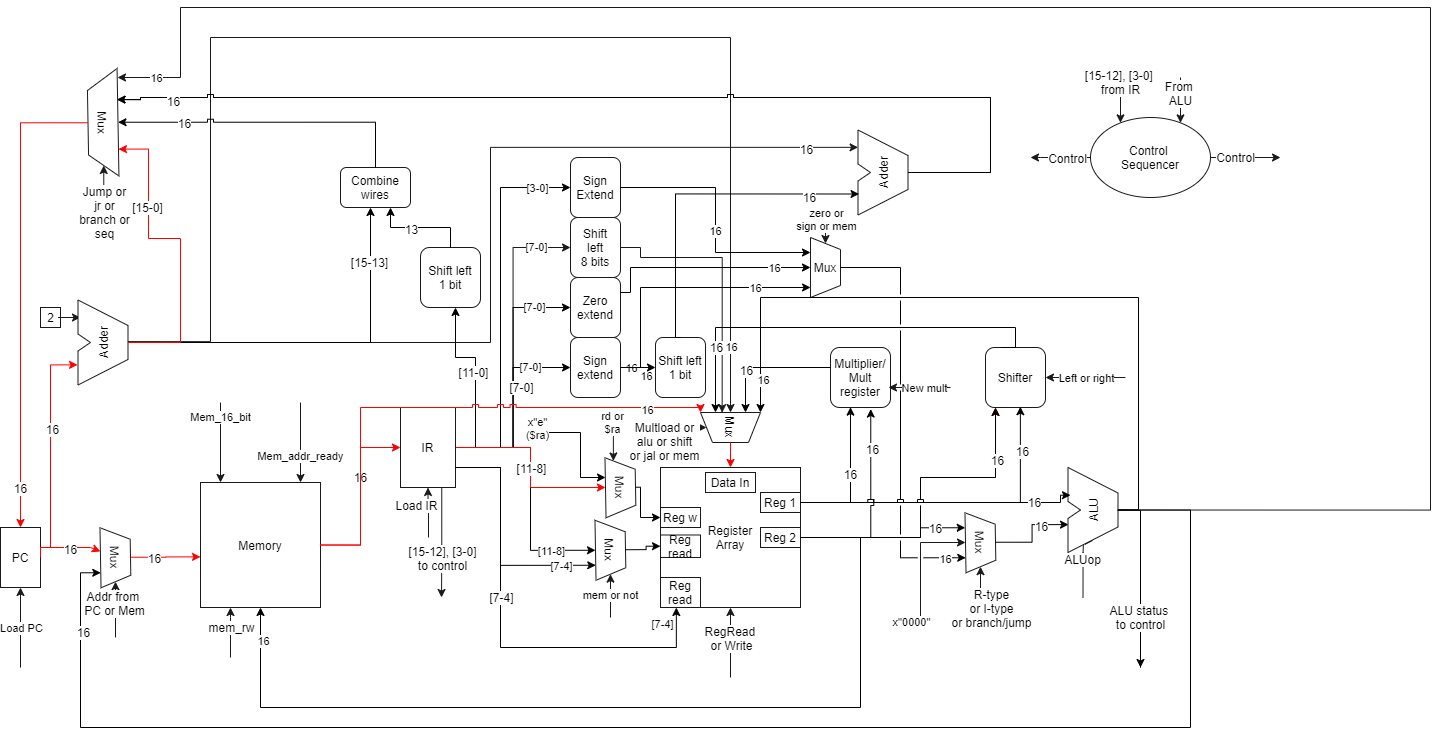 16
16
16
Mux
Jump or
jr or
branch or
seq
[15-0]
Combine
wires
13
[15-13]
Shift left
1 bit
[11-0]
2
Adder
16
16
[3-0]
Sign
Extend
[7-0]
Shift
left
8 bits
[7-0]
Zero
extend
[7-0]
Sign
extend
[7-0]
16
16
Shift left
1 bit
16
16
Adder
zero or
sign or mem
16
16
16
Mux
[15-12], [3-0]
from IR
From
ALU
Control
Control
Sequencer
Control
16
16
16
16
Multiplier/
Mult
register
New mult
Shifter
Left or right
Mem_16_bit
Mem_addr_ready
16
IR
Load IR
[15-12], [3-0]
to control
16
x"e"
($ra)
rd or
$ra
[11-8]
Mux
Multload or
alu or shift
or jal or mem
Mux
Data In
Reg w
Reg
read
Reg
read
Register
Array
Reg 1
Reg 2
[11-8]
[7-4]
Mux
mem or not
[7-4]
[7-4]
RegRead
or Write
16
16
16
16
16
16
16
16
Mux
x"0000"
R-type
or I-type
or branch/jump
ALU
ALUop
ALU status
to control
PC
Load PC
16
Mux
Addr from
PC or Mem
16
16
Memory
mem_rw
16